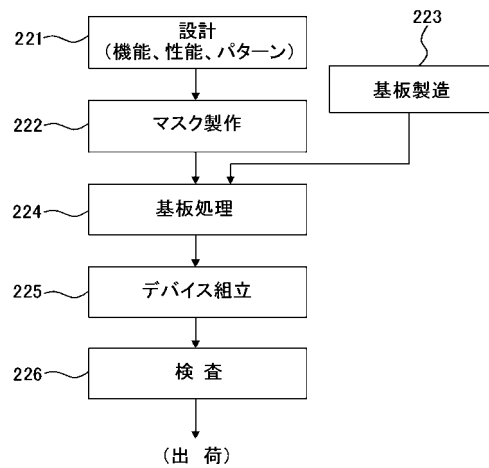 221
設計
(機能、性能、パターン)
223
基板製造
222
マスク製作
224
基板処理
225
デバイス組立
226
検 査
(出 荷)